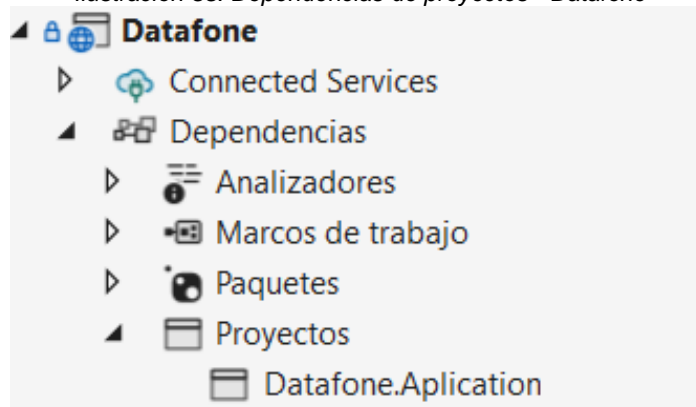 Datafone
Connected Services
Dependencias
Analizadores
Marcos de trabajo
Paquetes
Proyectos
Datafone.Aplication